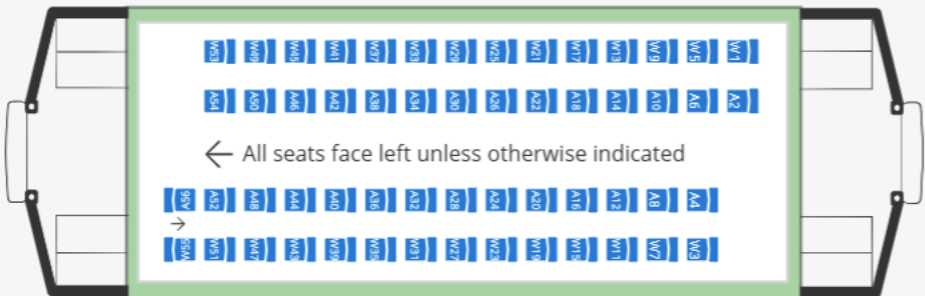 W53 W49 W45 W41 W37 W33 W29 W25 W21 W17 W13 W9 W5 W1
A54 A50 A46 A42 A38 A34 A30 A26 A22 A18 A14 A10 A6 A2
← All seats face left unless otherwise indicated
A56 A52 A48 A44 A40 A36 A32 A28 A24 A20 A16 A12 A8 A4
→
W55 W51 W47 W43 W39 W35 W31 W27 W23 W19 W15 W11 W7 W3